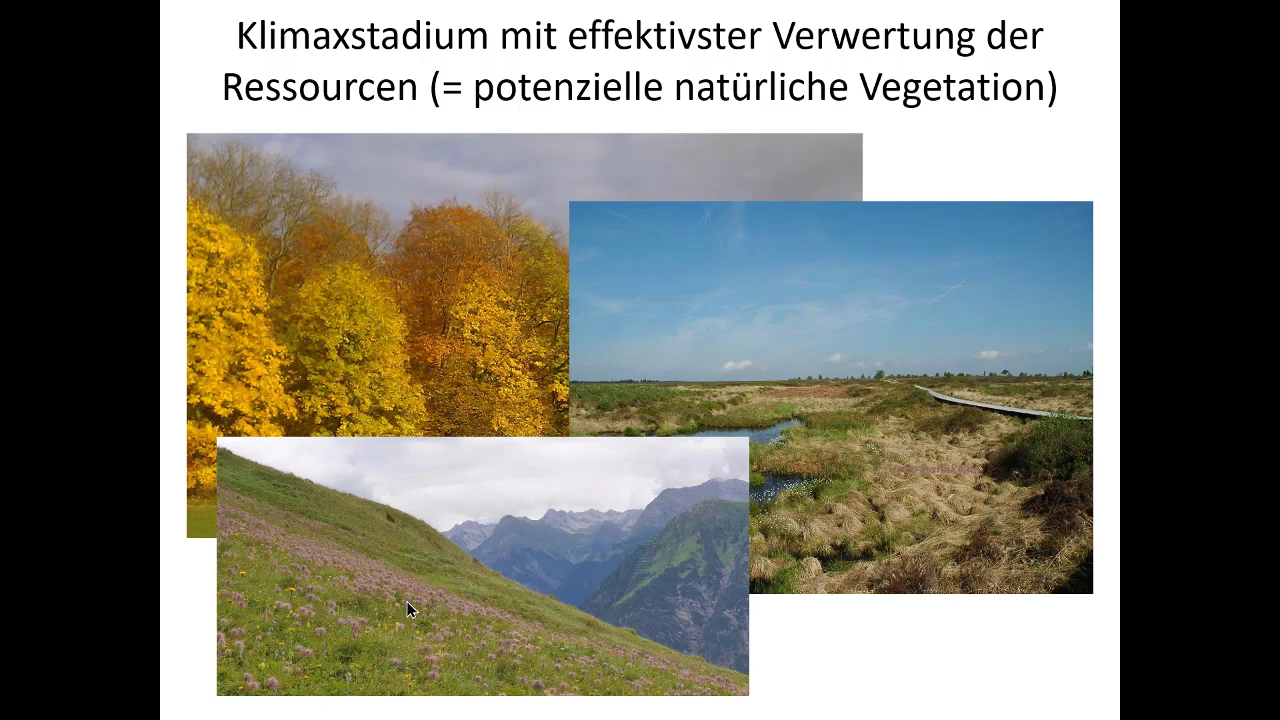 Klimaxstadium mit effektivster Verwertung der
Ressourcen (= potenzielle natürliche Vegetation)